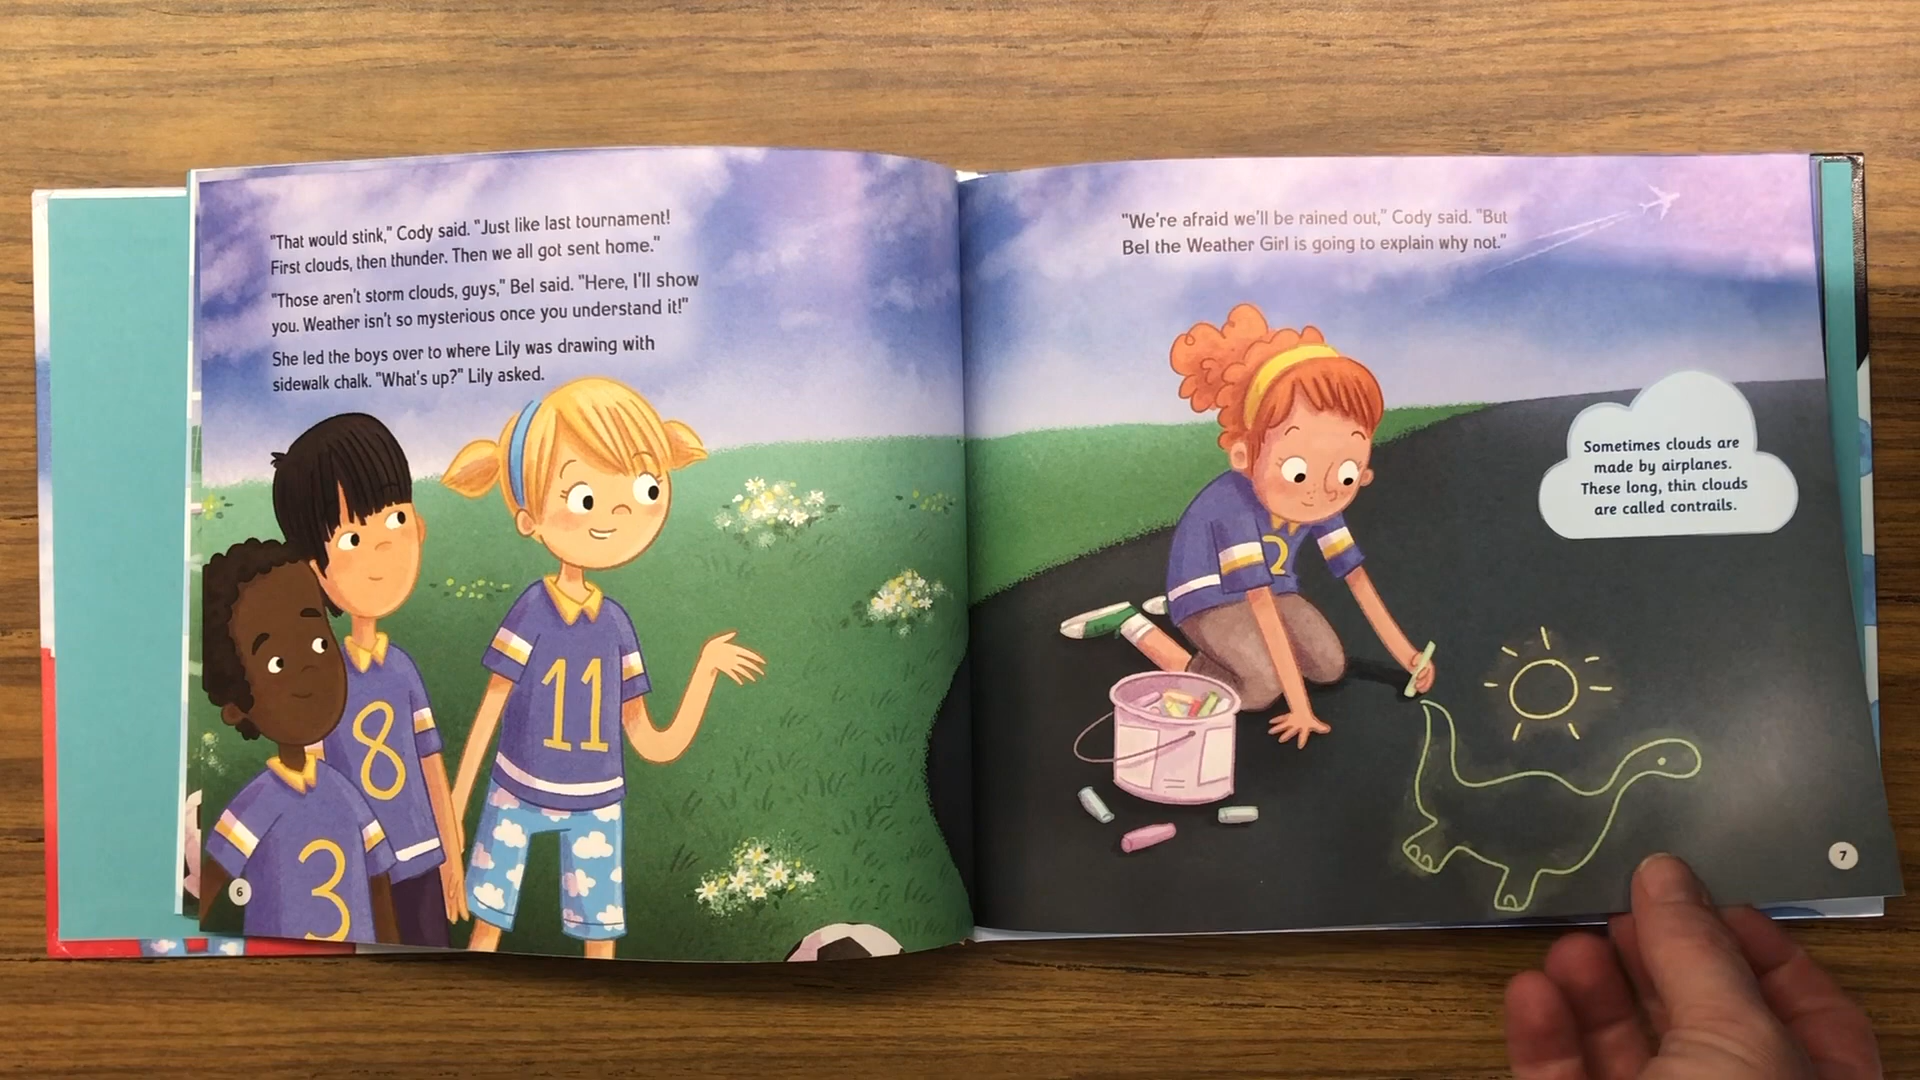 "That would stink," Cody said. "Just like last tournament!
First clouds, then thunder. Then we all got sent home."
"Those aren't storm clouds, guys," Bel said. "Here, I'll show
you. Weather isn't so mysterious once you understand it!"
She led the boys over to where Lily was drawing with
sidewalk chalk. "What's up?" Lily asked.
8
11
3
6
"We're afraid we'll be rained out," Cody said. "But
Bel the Weather Girl is going to explain why not."
2
Sometimes clouds are
made by airplanes.
These long, thin clouds
are called contrails.
7